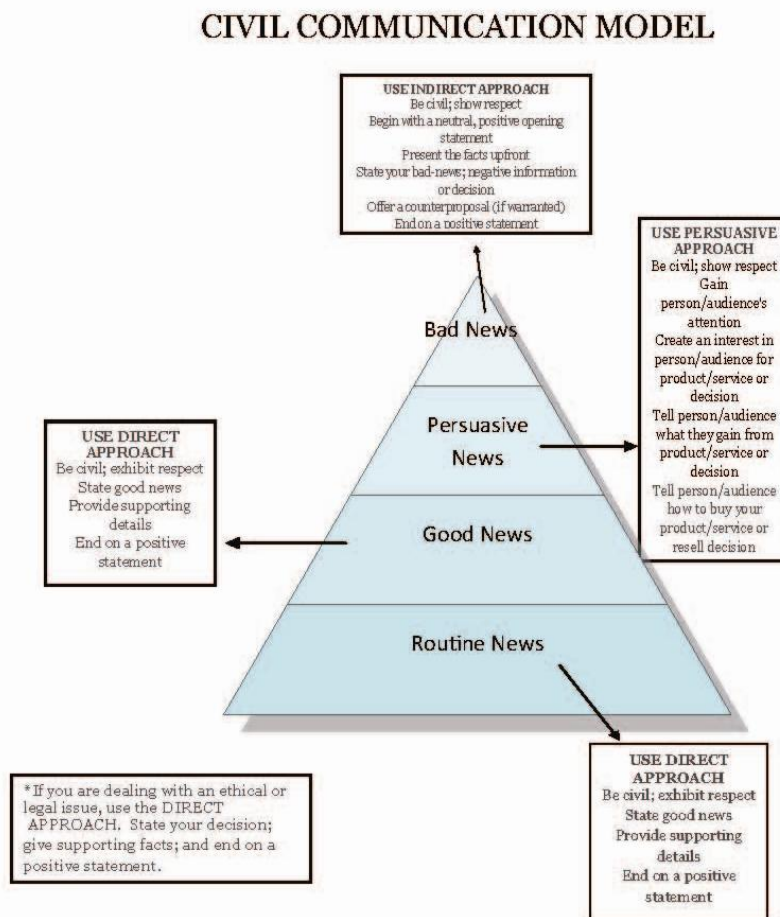 CIVIL COMMUNICATION MODEL
USE INDIRECT APPROACH
Be civil; show respect
Begin with a neutral, positive opening
statement
Present the facts upfront
State your bad-news; negative information
or decision
Offer a counterproposal (if warranted)
End on a positive statement
USE PERSUASIVE
APPROACH
Be civil; show respect
Gain
person/audience's
attention
Create an interest in
person/audience for
product/service or
decision
Tell person/audience
what they gain from
product/service or
decision
Tell person/audience
how to buy your
product/service or
resell decision
Bad News
Persuasive
News
USE DIRECT
APPROACH
Be civil; exhibit respect
State good news
Provide supporting
details
End on a positive
statement
Good News
Routine News
USE DIRECT
APPROACH
Be civil; exhibit respect
State good news
Provide supporting
details
End on a positive
statement
*If you are dealing with an ethical or
legal issue, use the DIRECT
APPROACH. State your decision;
give supporting facts; and end on a
positive statement.